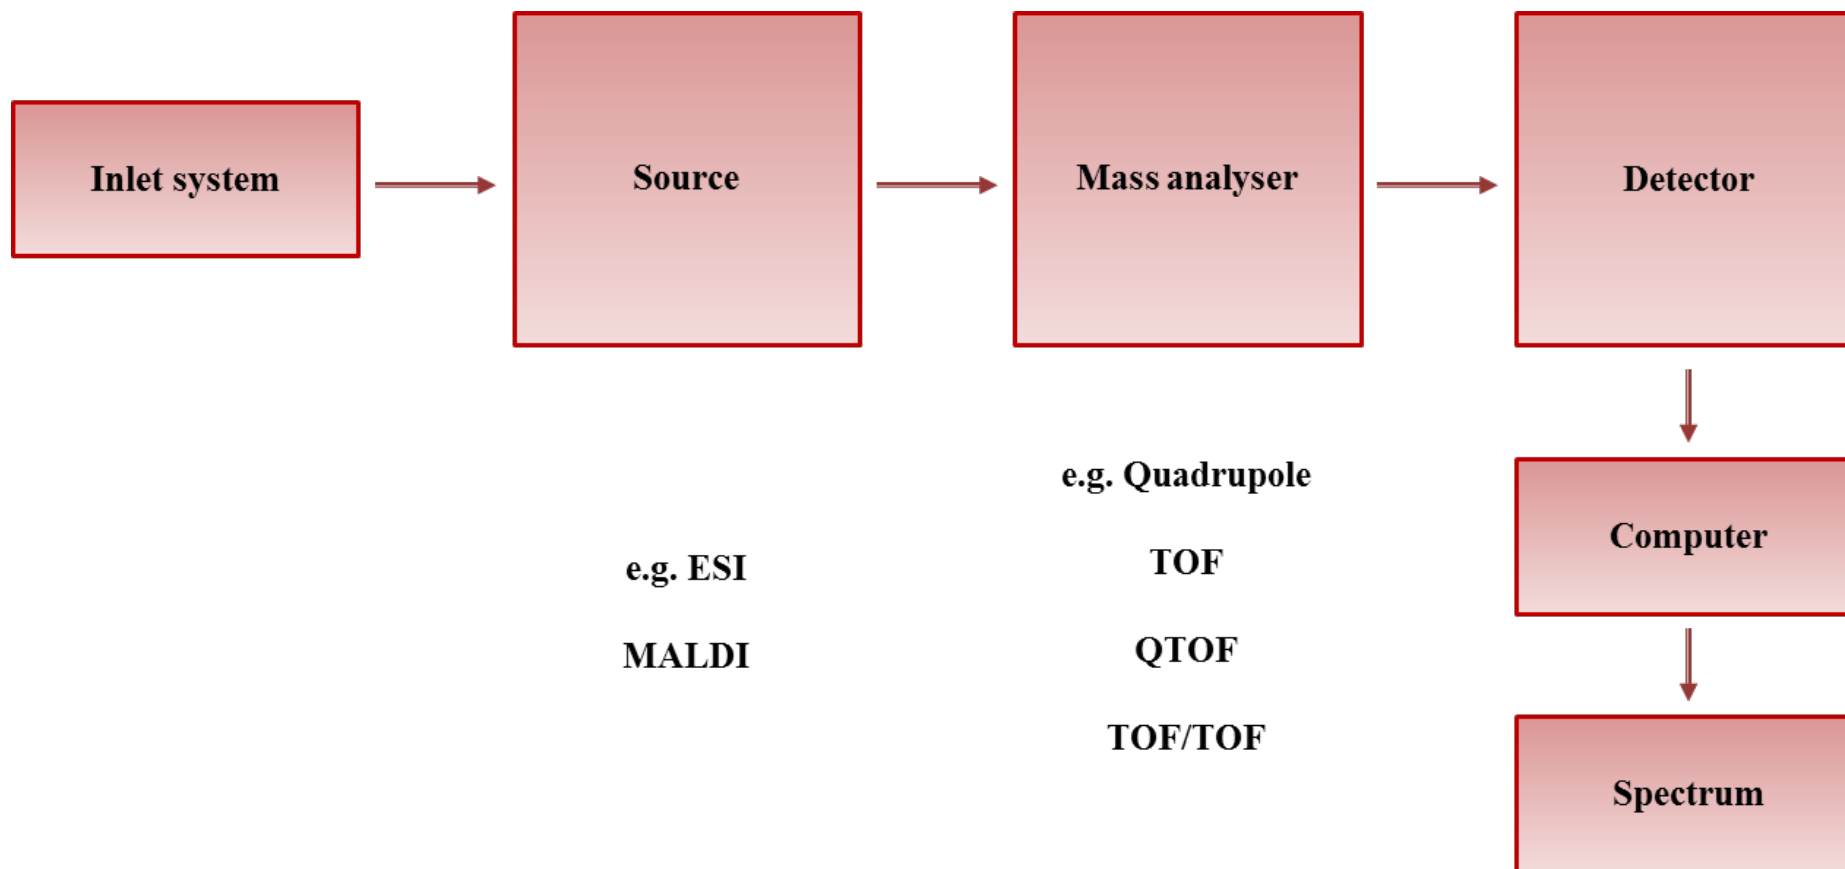 Inlet system
Source
Mass analyser
Detector
e.g. ESI
MALDI
e.g. Quadrupole
TOF
QTOF
TOF/TOF
Computer
Spectrum